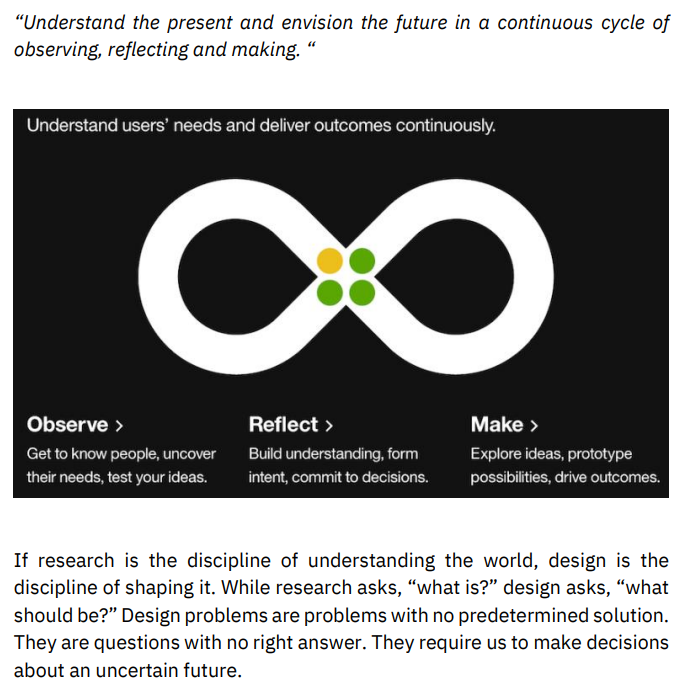 “Understand the present and envision the future in a continuous cycle of
observing, reflecting and making. “
Understand users’ needs and deliver outcomes continuously.
Observe >
Get to know people, uncover
their needs, test your ideas.
Reflect >
Build understanding, form
intent, commit to decisions.
Make >
Explore ideas, prototype
possibilities, drive outcomes.
If research is the discipline of understanding the world, design is the
discipline of shaping it. While research asks, “what is?” design asks, “what
should be?” Design problems are problems with no predetermined solution.
They are questions with no right answer. They require us to make decisions
about an uncertain future.